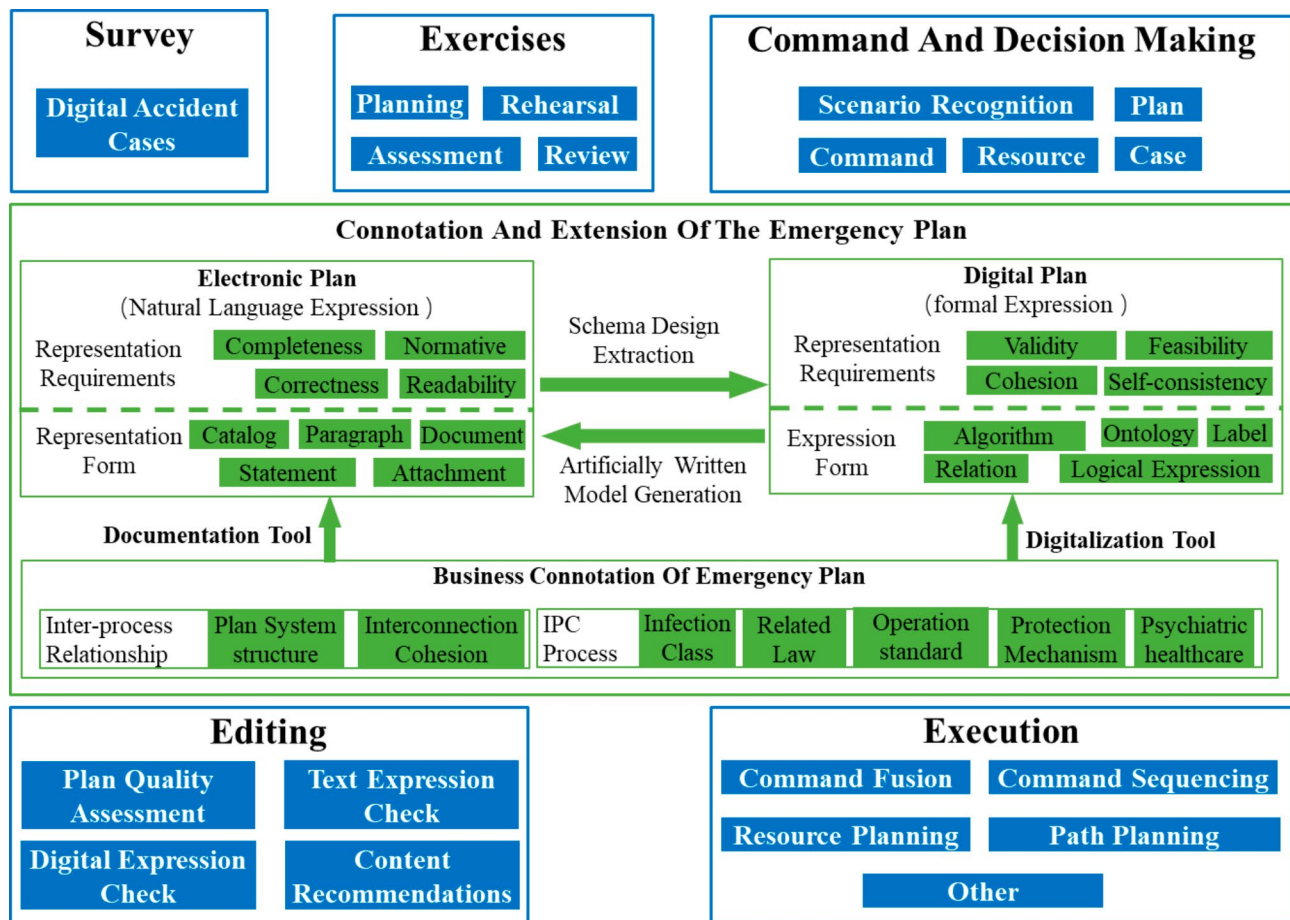 Survey
Digital Accident
Cases
Exercises
Planning
Rehearsal
Assessment
Review
Command And Decision Making
Scenario Recognition
Plan
Command
Resource
Case
Connotation And Extension Of The Emergency Plan
Electronic Plan
(Natural Language Expression )
Representation
Requirements
Completeness
Normative
Correctness
Readability
Representation
Form
Catalog
Paragraph
Document
Statement
Attachment
Schema Design
Extraction
Artificially Written
Model Generation
Digital Plan
(formal Expression )
Representation
Requirements
Validity
Feasibility
Cohesion
Self-consistency
Expression
Form
Algorithm
Ontology
Label
Relation
Logical Expression
Documentation Tool
Digitalization Tool
Business Connotation Of Emergency Plan
Inter-process
Relationship
Plan System
structure
Interconnection
Cohesion
IPC
Process
Infection
Class
Related
Law
Operation
standard
Protection
Mechanism
Psychiatric
healthcare
Editing
Plan Quality
Assessment
Text Expression
Check
Digital Expression
Check
Content
Recommendations
Execution
Command Fusion
Command Sequencing
Resource Planning
Path Planning
Other